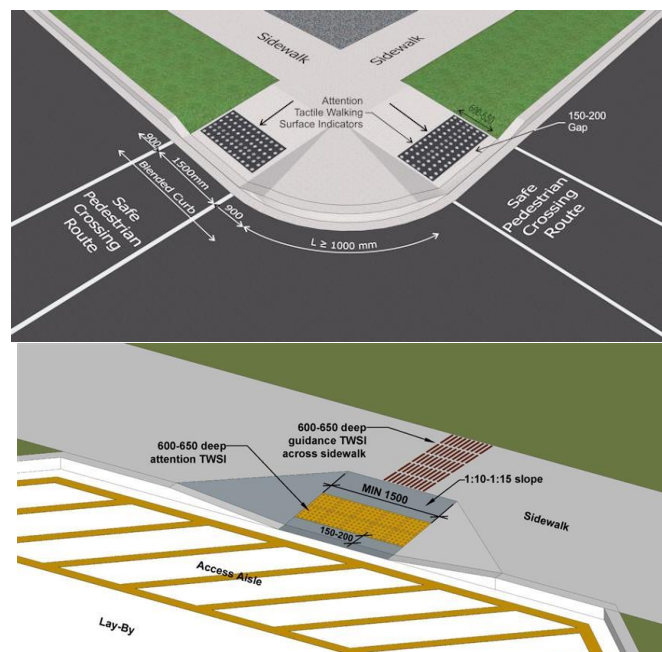 Sidewalk
Sidewalk
Attention
Tactile Walking
Surface Indicators
600-650
150-200
Gap
900
1500mm
Blended Curb
900
L ≥ 1000 mm
Safe
Pedestrian
Crossing
Route
Safe
Pedestrian
Crossing
Route
600-650 deep
guidance TWSI
across sidewalk
600-650 deep
attention TWSI
1:10-1:15 slope
MIN 1500
150-200
Sidewalk
Access Aisle
Lay-By